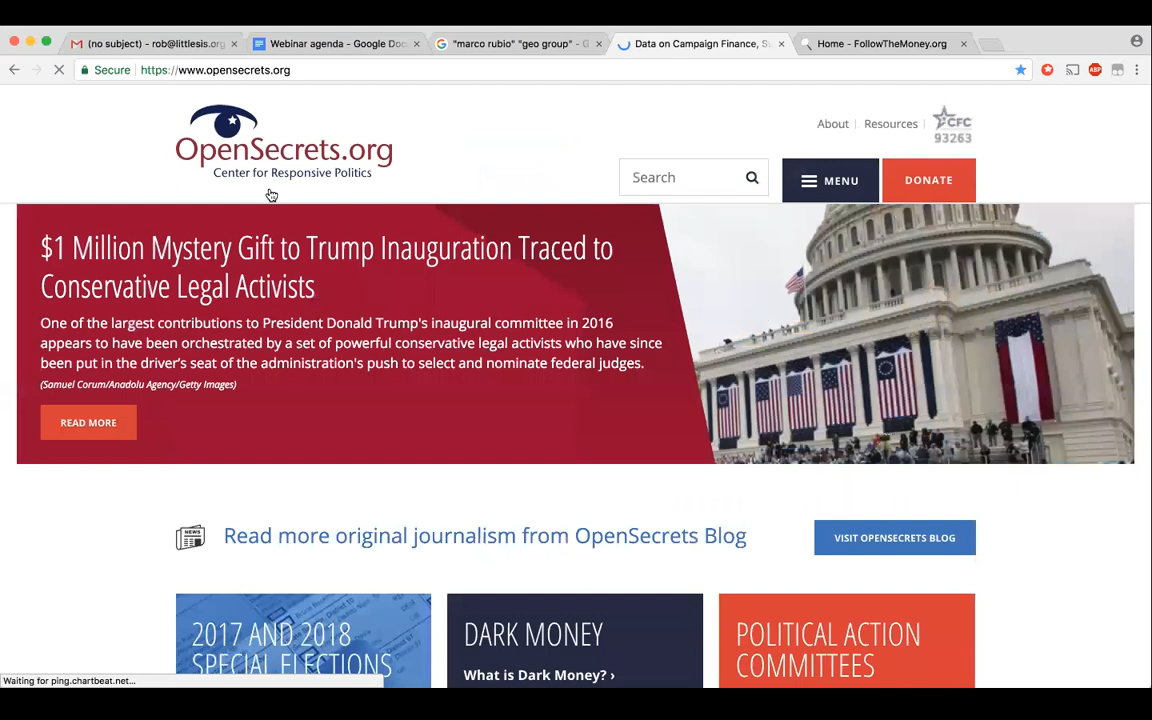 (no subject) - rob@littlesis.org
Webinar agenda - Google Doc
"marco rubio" "geo group" - G
Data on Campaign Finance, S
Home - FollowTheMoney.org
Secure https://www.opensecrets.org
ABP
OpenSecrets.org
Center for Responsive Politics
About Resources
CFC
93263
Search
MENU
DONATE
$1 Million Mystery Gift to Trump Inauguration Traced to
Conservative Legal Activists
One of the largest contributions to President Donald Trump's inaugural committee in 2016
appears to have been orchestrated by a set of powerful conservative legal activists who have since
been put in the driver's seat of the administration's push to select and nominate federal judges.
(Samuel Corum/Anadolu Agency/Getty Images)
READ MORE
NEWS
Read more original journalism from OpenSecrets Blog
VISIT OPENSECRETS BLOG
2017 AND 2018
SPECIAL ELECTIONS
DARK MONEY
What is Dark Money? ›
POLITICAL ACTION
COMMITTEES
Waiting for ping.chartbeat.net...